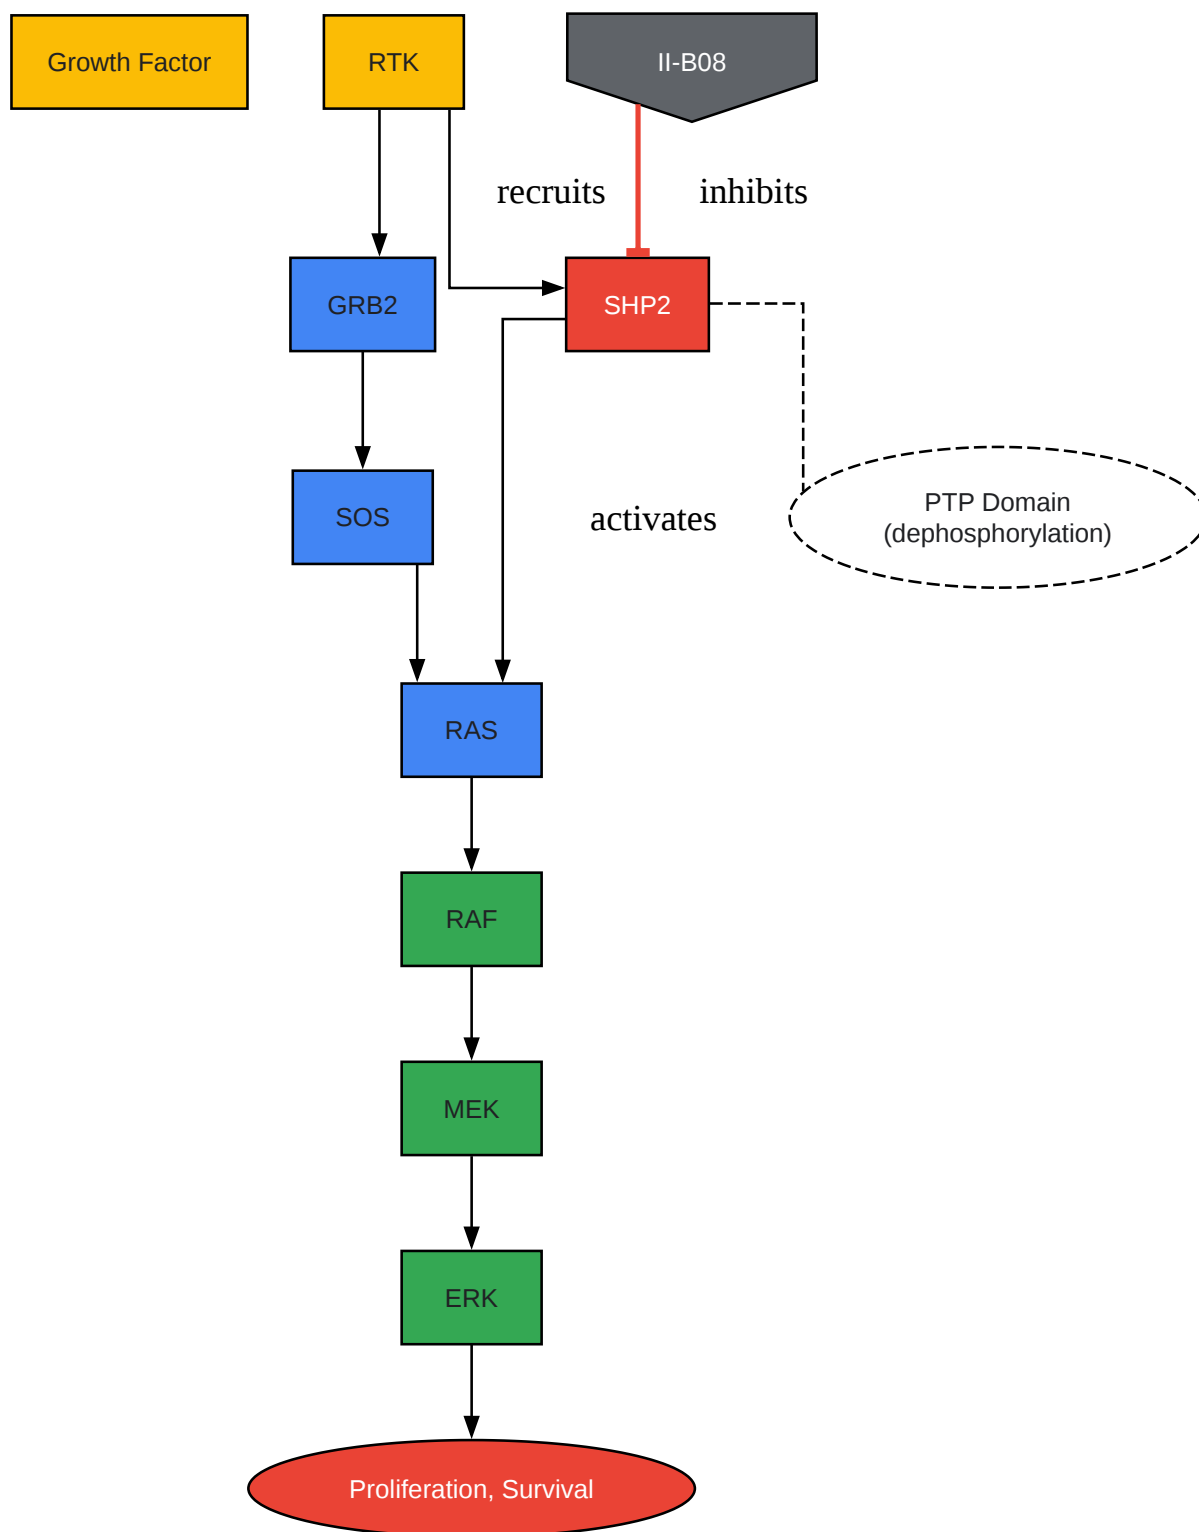 Growth Factor
RTK
II-B08
recruits
inhibits
GRB2
SHP2
SOS
activates
PTP Domain
(dephosphorylation)
RAS
RAF
MEK
ERK
Proliferation, Survival